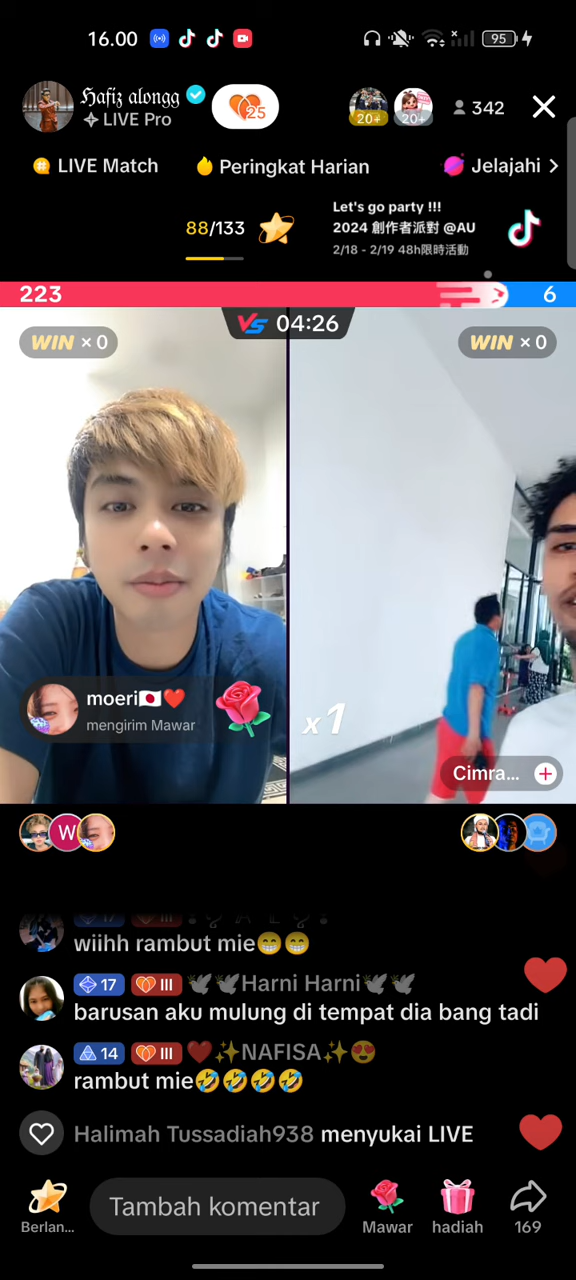 16.00
95
Hafiz alongg
LIVE Pro
25
20+
20+
342
LIVE Match
Peringkat Harian
Jelajahi
88/133
Let's go party !!!
2024 創作者派對 @AU
2/18 - 2/19 48h限時活動
223
6
WIN × 0
VS 04:26
WIN × 0
moeri🇯🇵❤️
mengirim Mawar
x1
Cimra...
W
17 III
wiihh rambut mie😁😁
17 III 🕊🕊Harni Harni🕊🕊
barusan aku mulung di tempat dia bang tadi
14 III ❤️✨NAFISA✨😍
rambut mie🤣🤣🤣🤣
Halimah Tussadiah938 menyukai LIVE
Berlan...
Tambah komentar
Mawar
hadiah
169